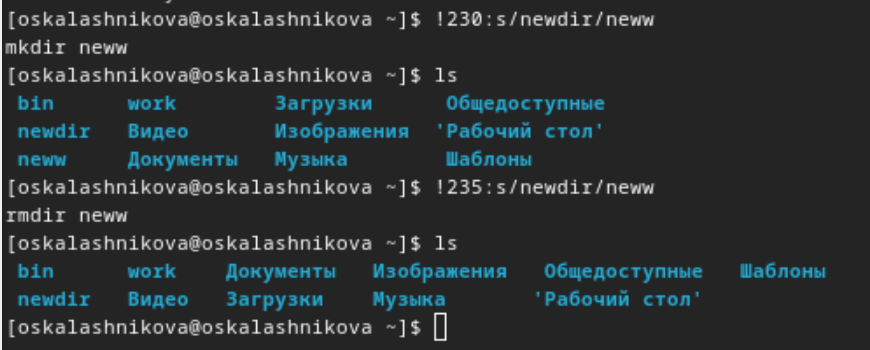 [oskalashnikova@oskalashnikova ~]$ !230:s/newdir/neww
mkdir neww
[oskalashnikova@oskalashnikova ~]$ ls
bin work Загрузки Общедоступные
newdir Видео Изображения 'Рабочий стол'
neww Документы Музыка Шаблоны
[oskalashnikova@oskalashnikova ~]$ !235:s/newdir/neww
rmdir neww
[oskalashnikova@oskalashnikova ~]$ ls
bin work Документы Изображения Общедоступные Шаблоны
newdir Видео Загрузки Музыка 'Рабочий стол'
[oskalashnikova@oskalashnikova ~]$